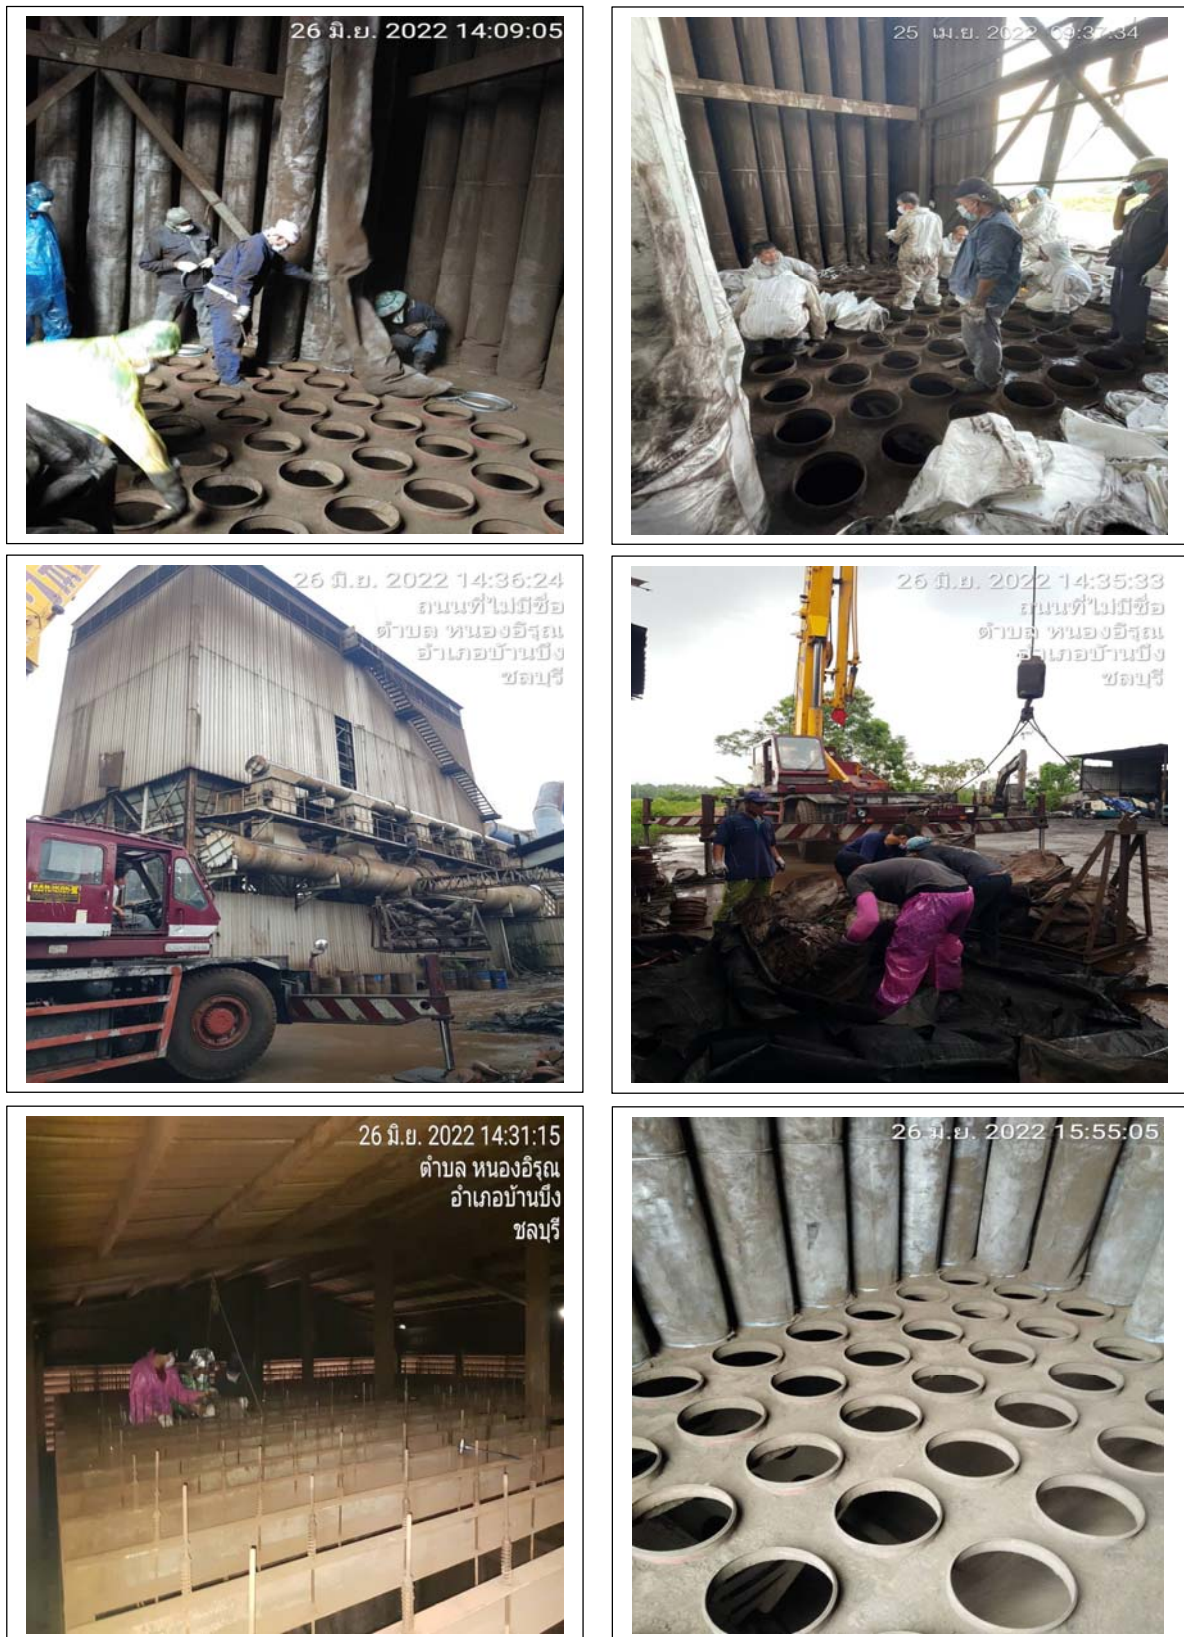 26 มิ.ย. 2022 14:09:05
25 เม.ย. 2022 09:37:34
26 มิ.ย. 2022 14:36:24
ถนนที่ไม่มีชื่อ
ตำบล หนองอิรุณ
อำเภอบ้านบึง
ชลบุรี
26 มิ.ย. 2022 14:35:33
ถนนที่ไม่มีชื่อ
ตำบล หนองอิรุณ
อำเภอบ้านบึง
ชลบุรี
26 มิ.ย. 2022 14:31:15
ตำบล หนองอิรุณ
อำเภอบ้านบึง
ชลบุรี
26 มิ.ย. 2022 15:55:05